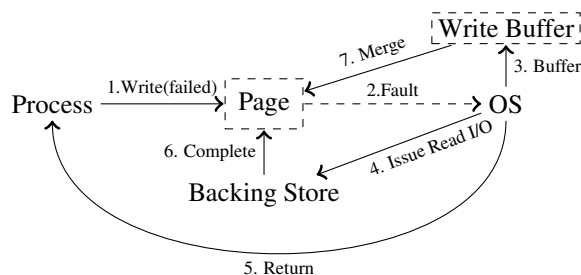 Write Buffer
7. Merge
3. Buffer
1.Write(failed)
2.Fault
Process
Page
OS
6. Complete
4. Issue Read I/O
Backing Store
5. Return